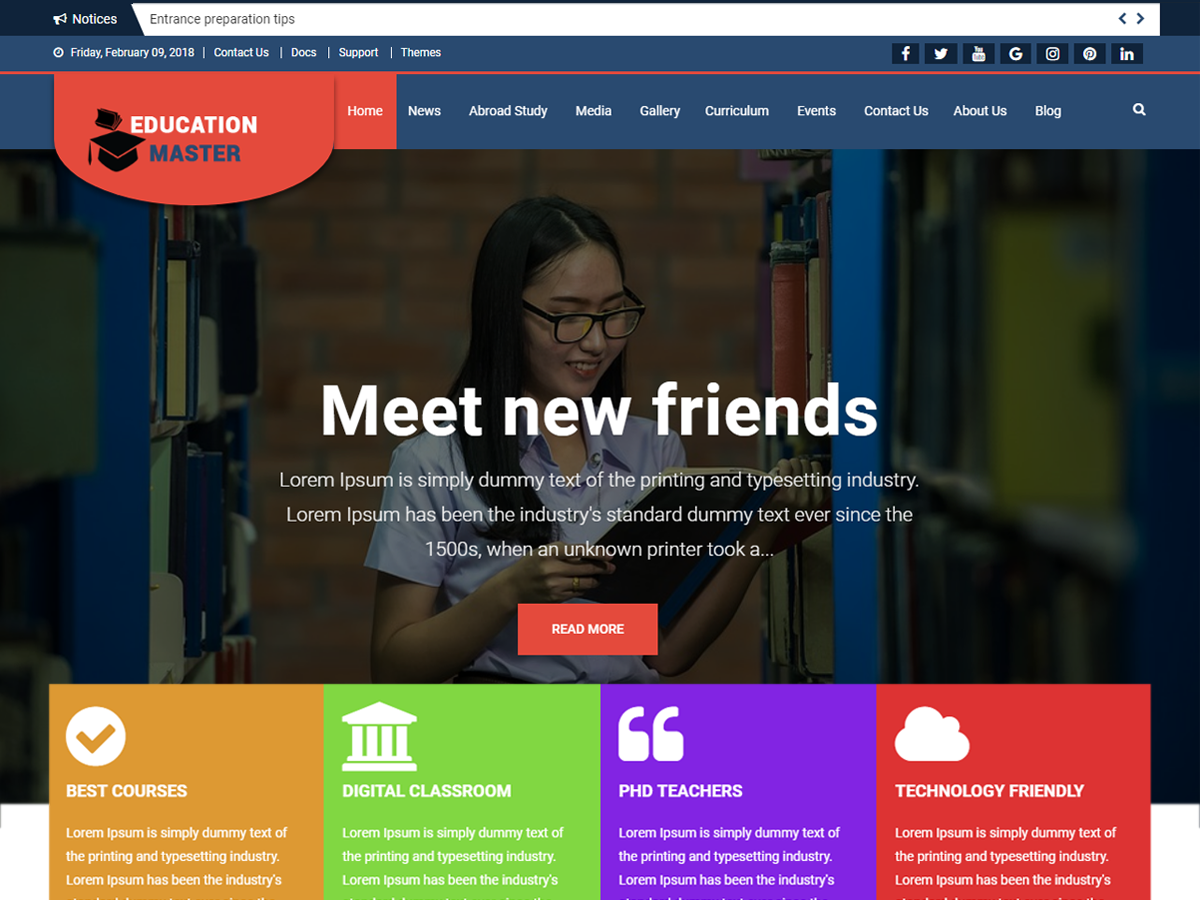 Notices
Entrance preparation tips
Friday, February 09, 2018 | Contact Us | Docs | Support | Themes
EDUCATION
MASTER
Home News Abroad Study Media Gallery Curriculum Events Contact Us About Us Blog
Meet new friends
Lorem Ipsum is simply dummy text of the printing and typesetting industry.
Lorem Ipsum has been the industry's standard dummy text ever since the
1500s, when an unknown printer took a...
READ MORE
BEST COURSES
Lorem Ipsum is simply dummy text of
the printing and typesetting industry.
Lorem Ipsum has been the industry's
DIGITAL CLASSROOM
Lorem Ipsum is simply dummy text of
the printing and typesetting industry.
Lorem Ipsum has been the industry's
PHD TEACHERS
Lorem Ipsum is simply dummy text of
the printing and typesetting industry.
Lorem Ipsum has been the industry's
TECHNOLOGY FRIENDLY
Lorem Ipsum is simply dummy text of
the printing and typesetting industry.
Lorem Ipsum has been the industry's